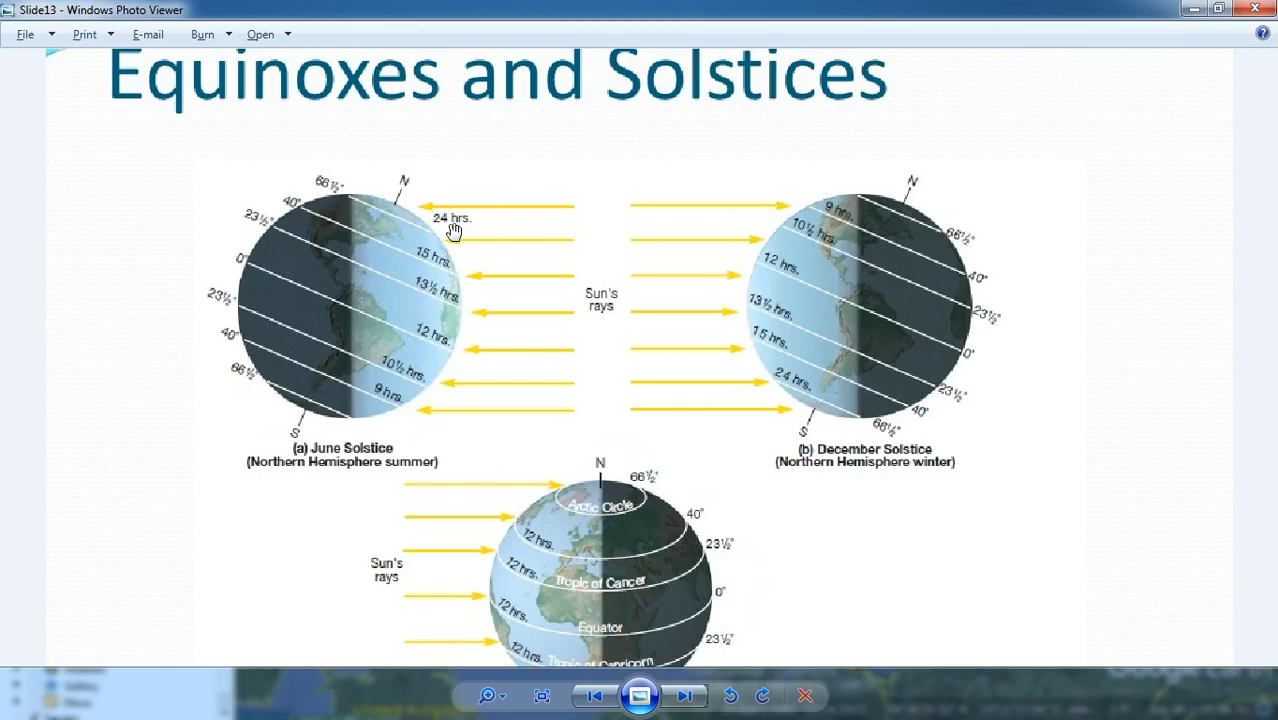 Slide13 - Windows Photo Viewer
File Print E-mail Burn Open
Equinoxes and Solstices
N
66½°
40°
23½°
0°
23½°
40°
66½°
S
24 hrs.
15 hrs.
13½ hrs.
12 hrs.
10½ hrs.
9 hrs.
(a) June Solstice
(Northern Hemisphere summer)
Sun's
rays
N
9 hrs.
10½ hrs.
12 hrs.
13½ hrs.
15 hrs.
24 hrs.
66½°
40°
23½°
0°
23½°
40°
66½°
S
(b) December Solstice
(Northern Hemisphere winter)
Sun's
rays
N
66½°
Arctic Circle
40°
12 hrs.
23½°
12 hrs.
Tropic of Cancer
0°
12 hrs.
Equator
23½°
12 hrs.
Tropic of Capricorn